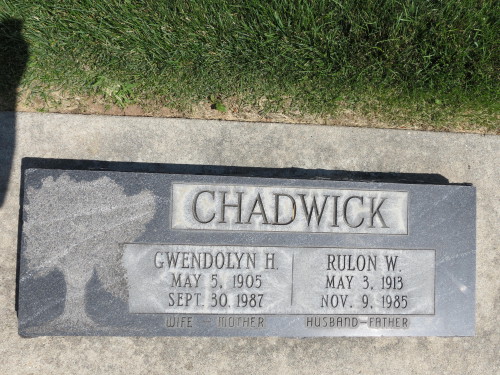 CHADWICK
GWENDOLYN H.
MAY 5, 1905
SEPT. 30, 1987
WIFE - MOTHER
RULON W.
MAY 3, 1913
NOV. 9, 1985
HUSBAND-FATHER